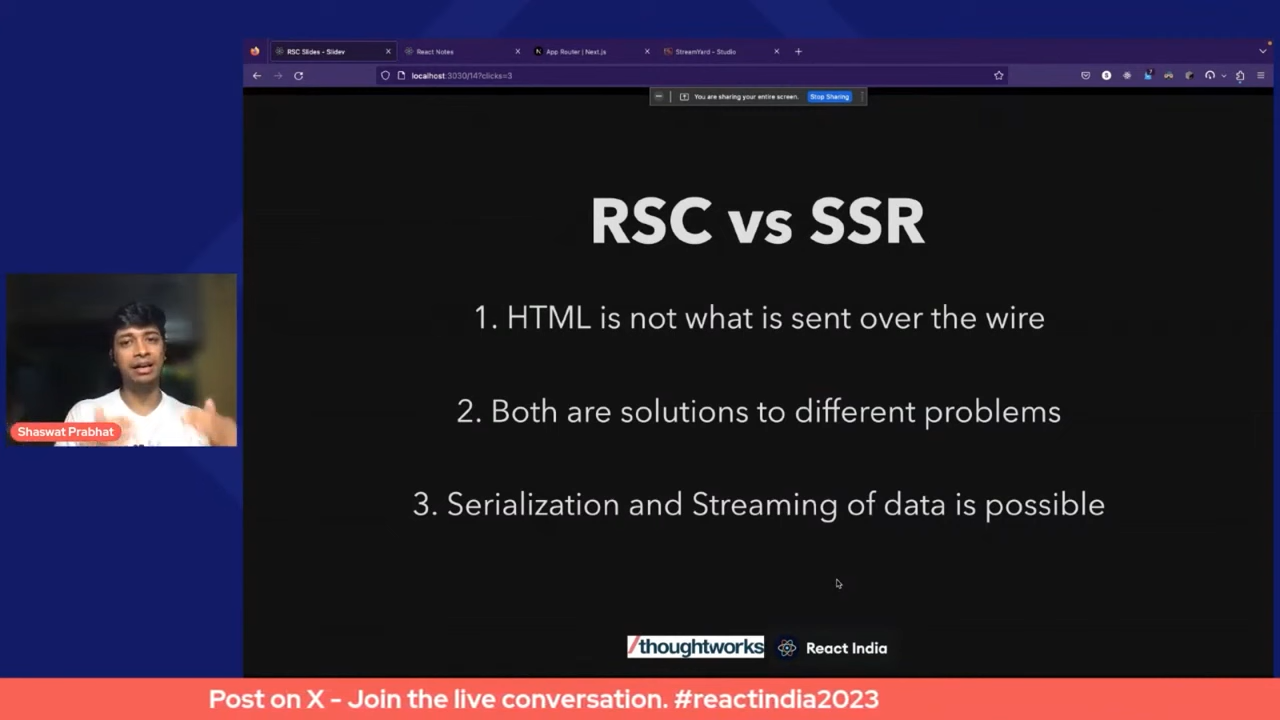 RSC Slides - Slidev
React Notes
App Router | Next.js
StreamYard - Studio
localhost:3030/14?clicks=3
You are sharing your entire screen.
Stop Sharing
RSC vs SSR
1. HTML is not what is sent over the wire
2. Both are solutions to different problems
3. Serialization and Streaming of data is possible
Shaswat Prabhat
/thoughtworks
React India
Post on X - Join the live conversation. #reactindia2023